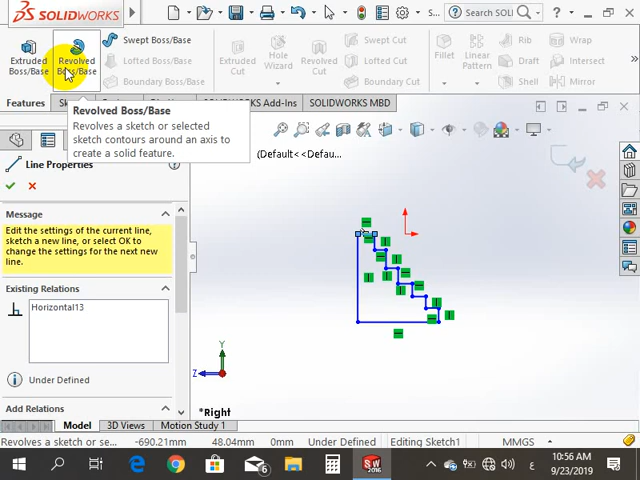 SOLIDWORKS
S...
Search SOLIDWORKS
Extruded Boss/Base
Revolved Boss/Base
Swept Boss/Base
Lofted Boss/Base
Boundary Boss/Base
Extruded Cut
Hole Wizard
Revolved Cut
Swept Cut
Lofted Cut
Boundary Cut
Fillet
Linear Pattern
Rib
Draft
Shell
Wrap
Intersect
Mirror
Features
SOLIDWORKS Add-Ins
SOLIDWORKS MBD
Revolved Boss/Base
Revolves a sketch or selected
sketch contours around an axis to
create a solid feature.
(Default<<Defau...
Line Properties
Message
Edit the settings of the current line,
sketch a new line, or select OK to
change the settings for the next new
line.
Existing Relations
Horizontal13
Under Defined
Add Relations
Y
Z
*Right
Model
3D Views
Motion Study 1
Revolves a sketch or se...
-690.21mm
48.04mm
0mm
Under Defined
Editing Sketch1
MMGS
6
SW
2016
ع
10:56 AM
9/23/2019